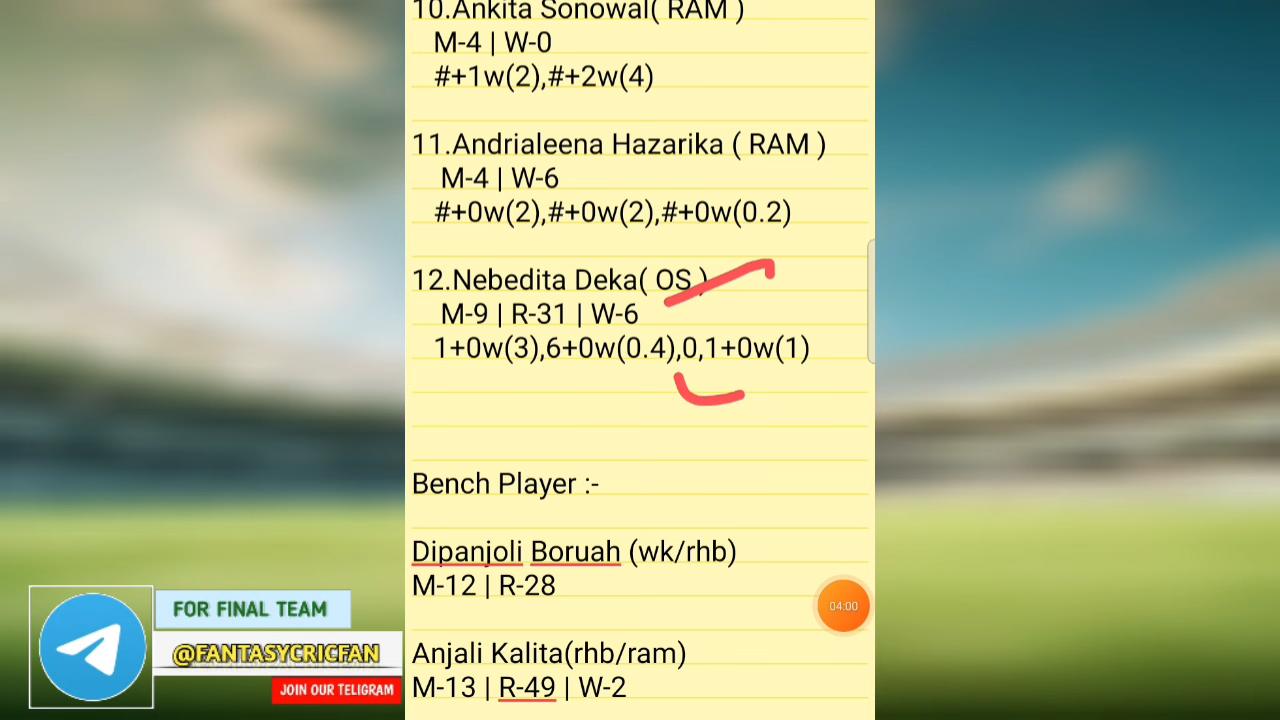 10.Ankita Sonowal( RAM )
M-4 | W-0
#+1w(2),#+2w(4)
11.Andrialeena Hazarika ( RAM )
M-4 | W-6
#+0w(2),#+0w(2),#+0w(0.2)
12.Nebedita Deka( OS )
M-9 | R-31 | W-6
1+0w(3),6+0w(0.4),0,1+0w(1)
Bench Player :-
Dipanjoli Boruah (wk/rhb)
M-12 | R-28
Anjali Kalita(rhb/ram)
M-13 | R-49 | W-2
04:00
FOR FINAL TEAM
@FANTASYCRICFAN
JOIN OUR TELIGRAM